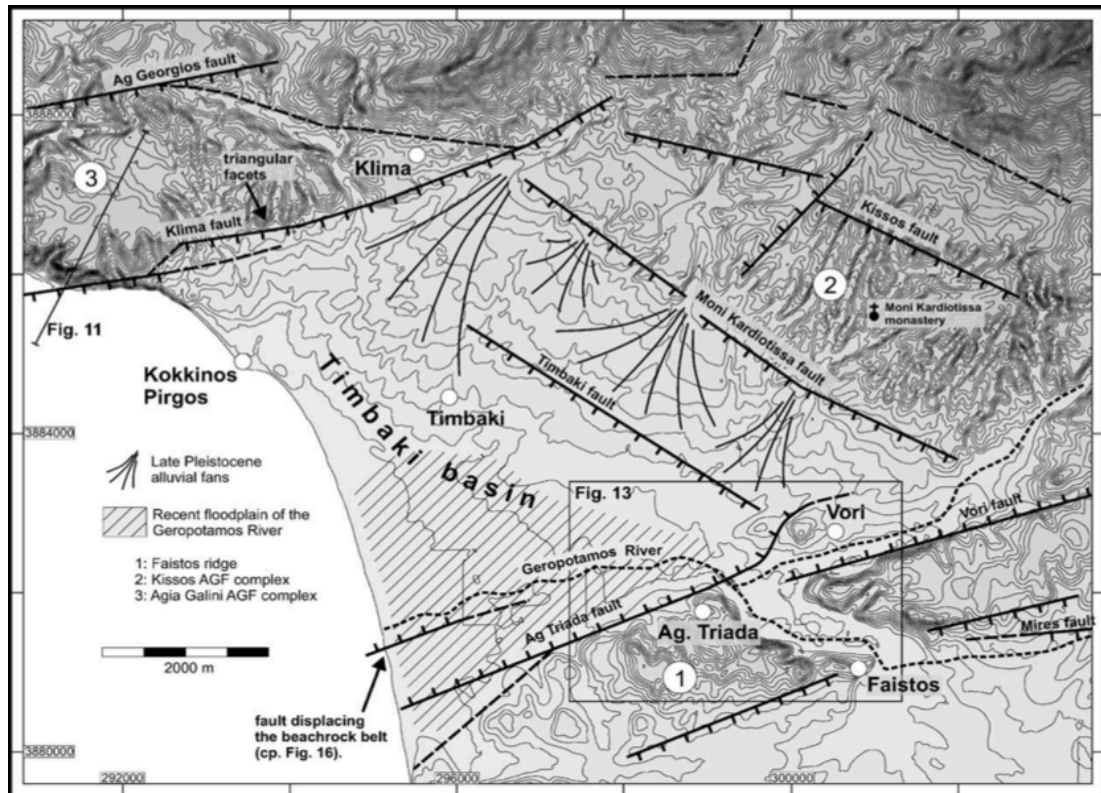 Ag Georgios fault
3888000
triangular
facets
Klima
3
Klima fault
Kissos fault
2
Moni Kardiotissa
monastery
Fig. 11
Moni Kardiotissa fault
Kokkinos
Pirgos
Timbaki basin
Timbaki
Timbaki fault
3884000
Late Pleistocene
alluvial fans
Fig. 13
Vori
Vori fault
Recent floodplain of the
Geropotamos River
Geropotamos River
1: Faistos ridge
2: Kissos AGF complex
3: Agia Galini AGF complex
Ag Triada fault
Ag. Triada
Mires fault
2000 m
1
Faistos
fault displacing
the beachrock belt
(cp. Fig. 16).
3880000
292000
296000
300000